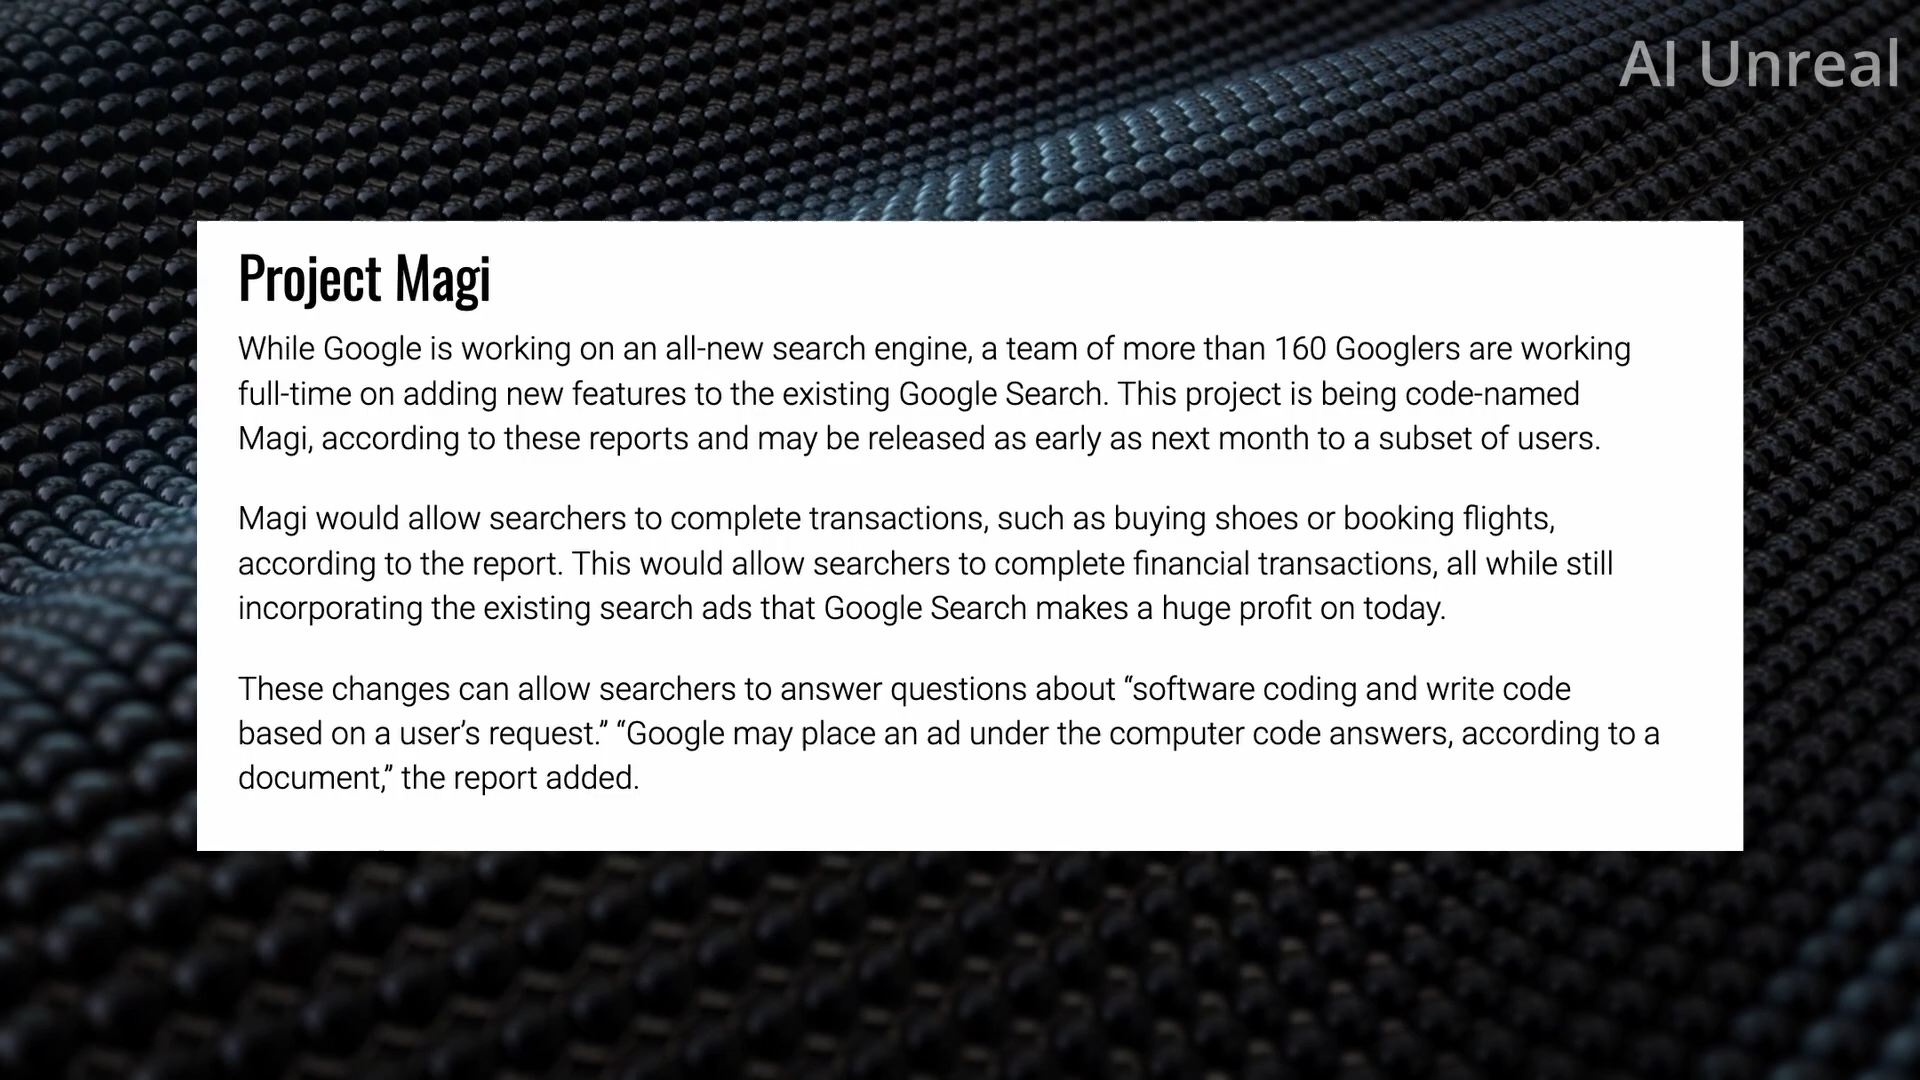 AI Unreal
Project Magi
While Google is working on an all-new search engine, a team of more than 160 Googlers are working
full-time on adding new features to the existing Google Search. This project is being code-named
Magi, according to these reports and may be released as early as next month to a subset of users.
Magi would allow searchers to complete transactions, such as buying shoes or booking flights,
according to the report. This would allow searchers to complete financial transactions, all while still
incorporating the existing search ads that Google Search makes a huge profit on today.
These changes can allow searchers to answer questions about “software coding and write code
based on a user’s request.” “Google may place an ad under the computer code answers, according to a
document,” the report added.